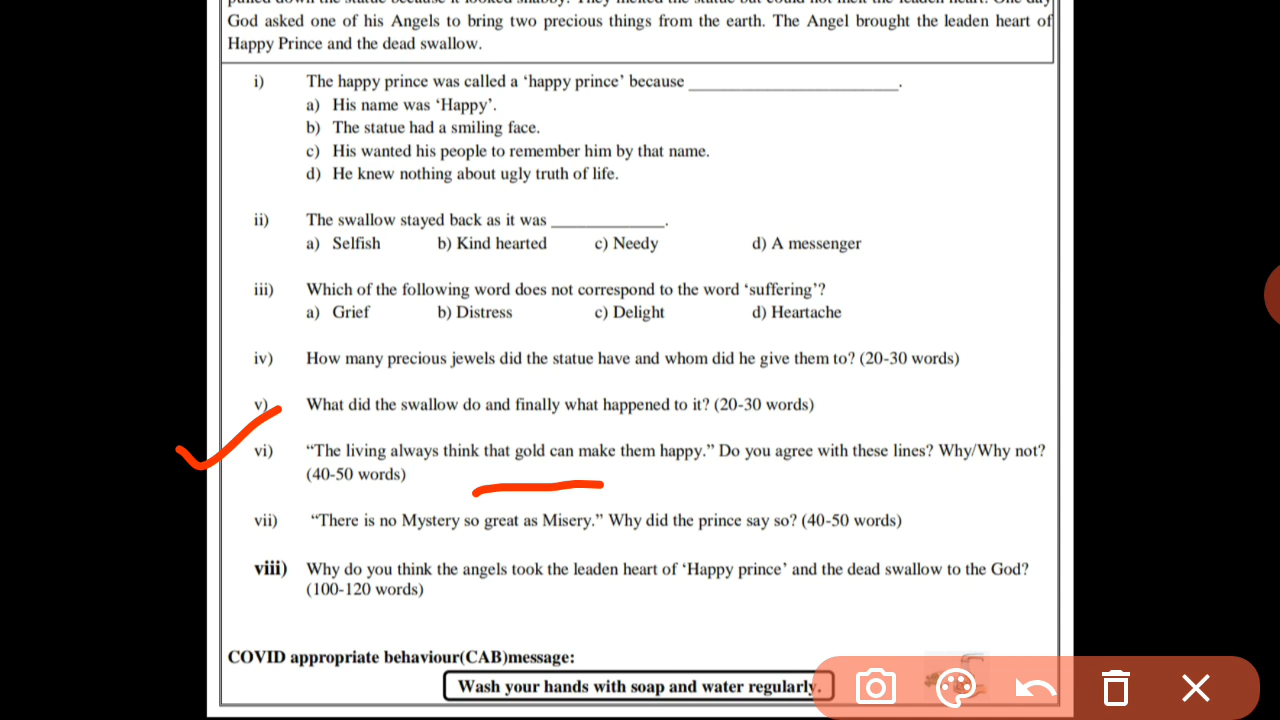 God asked one of his Angels to bring two precious things from the earth. The Angel brought the leaden heart of
Happy Prince and the dead swallow.
i) The happy prince was called a ‘happy prince’ because ____________________.
a) His name was ‘Happy’.
b) The statue had a smiling face.
c) His wanted his people to remember him by that name.
d) He knew nothing about ugly truth of life.
ii) The swallow stayed back as it was ____________.
a) Selfish b) Kind hearted c) Needy d) A messenger
iii) Which of the following word does not correspond to the word ‘suffering’?
a) Grief b) Distress c) Delight d) Heartache
iv) How many precious jewels did the statue have and whom did he give them to? (20-30 words)
v) What did the swallow do and finally what happened to it? (20-30 words)
vi) “The living always think that gold can make them happy.” Do you agree with these lines? Why/Why not?
(40-50 words)
vii) “There is no Mystery so great as Misery.” Why did the prince say so? (40-50 words)
viii) Why do you think the angels took the leaden heart of ‘Happy prince’ and the dead swallow to the God?
(100-120 words)
COVID appropriate behaviour(CAB)message:
Wash your hands with soap and water regularly.